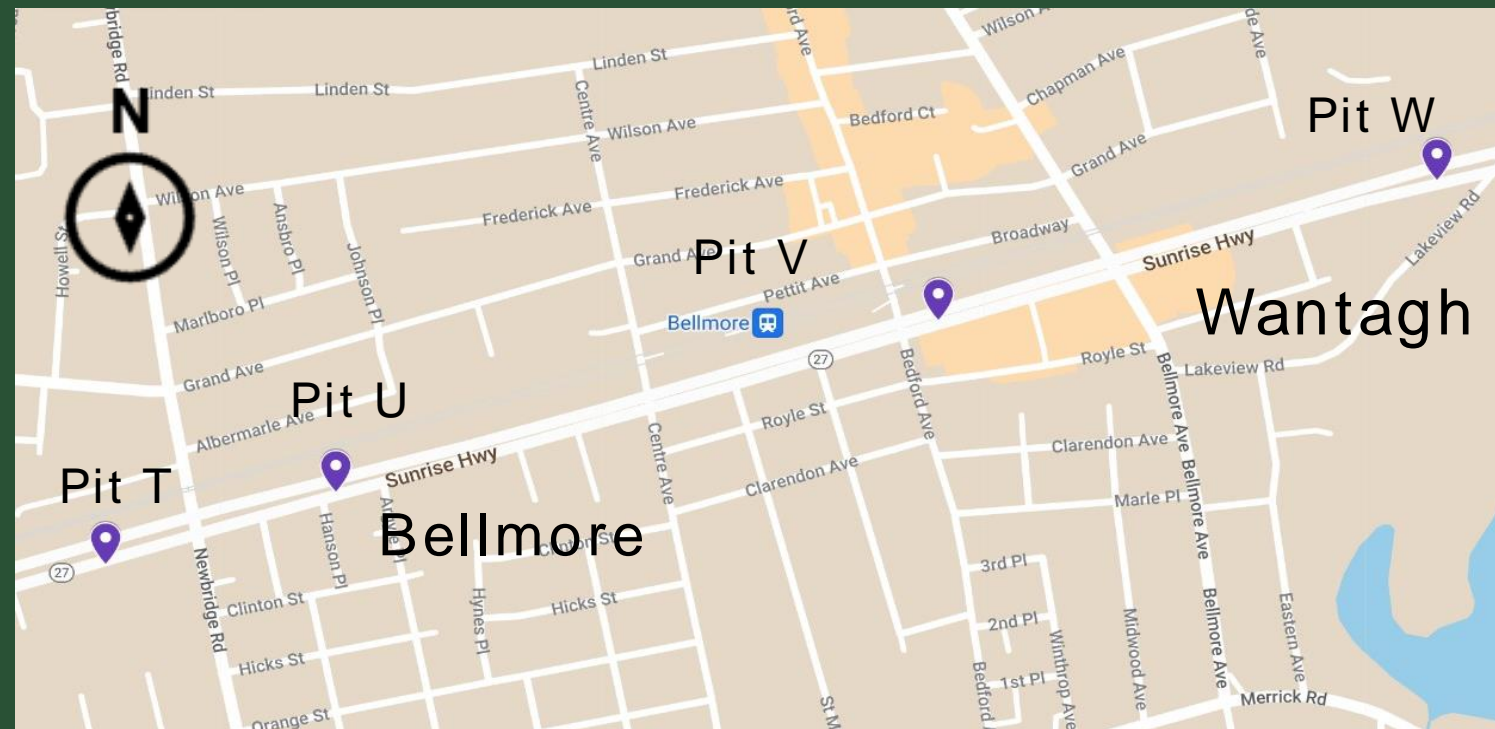 Wilson A
Linden St
Chapman Ave
Linden St
Linden St
N
Centre Ave
Bedford Ct
Pit W
Wilson Ave
Grand Ave
Wilson Ave
Frederick Ave
Frederick Ave
Howell St
Wilson Pl
Ansbro Pl
Johnson Pl
Broadway
Sunrise Hwy
Lakeview Rd
Grand Ave
Pit V
Pettit Ave
Marlboro Pl
Bellmore
Wantagh
27
Royle St
Bellmore Ave
Lakeview Rd
Grand Ave
Pit U
Bedford Ave
Albermarle Ave
Royle St
Clarendon Ave
Sunrise Hwy
Centre Ave
Clarendon Ave
Pit T
Marle Pl
Bellmore Ave
Hanson Pl
Bellmore
Clinton St
27
Newbridge Rd
3rd Pl
Clinton St
Hynes Pl
Hicks St
2nd Pl
Bellmore Ave
Eastern Ave
Midwood Ave
Winthrop Ave
Hicks St
1st Pl
Bedford
Merrick Rd
St M
Orange St